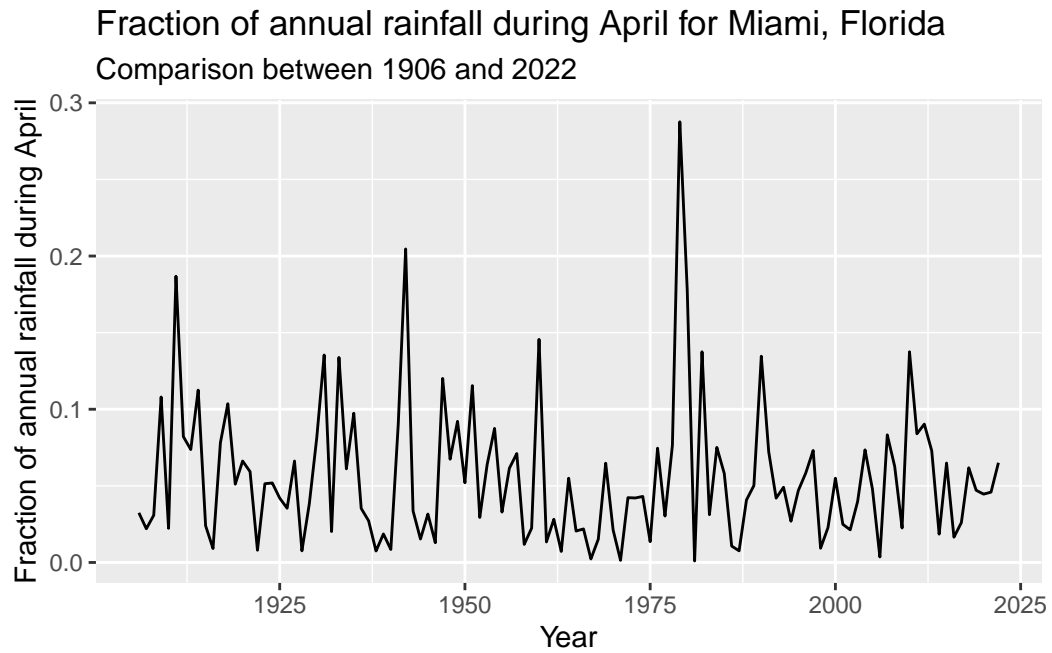 Fraction of annual rainfall during April for Miami, Florida
Comparison between 1906 and 2022
Fraction of annual rainfall during April
0.3
0.2
0.1
0.0
1925 1950 1975 2000 2025
Year